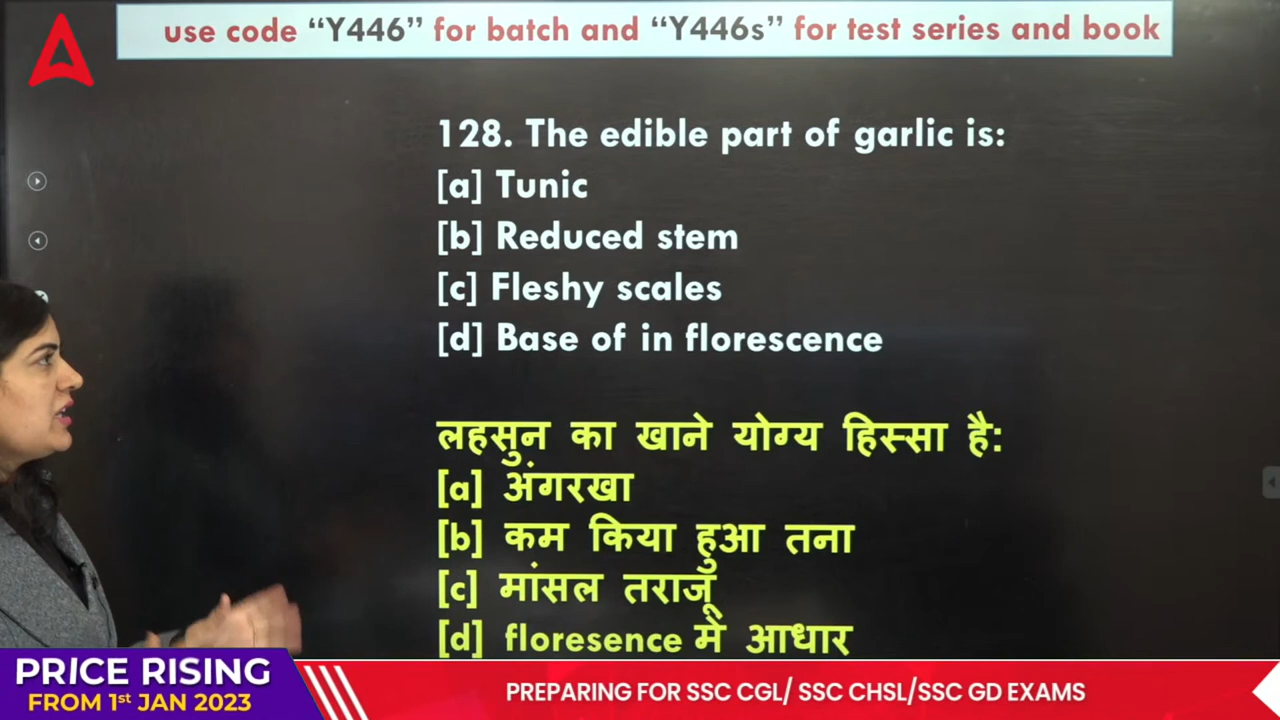 use code “Y446” for batch and “Y446s” for test series and book
128. The edible part of garlic is:
[a] Tunic
[b] Reduced stem
[c] Fleshy scales
[d] Base of in florescence
लहसुन का खाने योग्य हिस्सा है:
[a] अंगरखा
[b] कम किया हुआ तना
[c] मांसल तराजू
[d] floresence में आधार
PRICE RISING
FROM 1st JAN 2023
PREPARING FOR SSC CGL/ SSC CHSL/SSC GD EXAMS